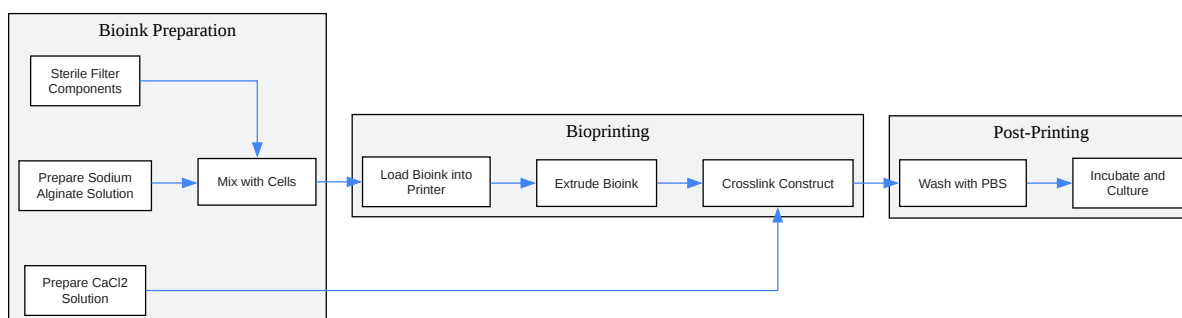 Bioink Preparation
Sterile Filter
Components
Prepare Sodium
Alginate Solution
Mix with Cells
Prepare CaCl2
Solution
Bioprinting
Load Bioink into
Printer
Extrude Bioink
Crosslink Construct
Post-Printing
Wash with PBS
Incubate and
Culture